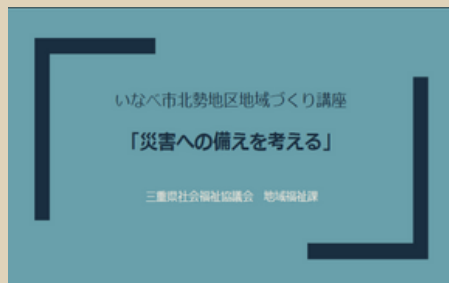 いなべ市北勢地区地域づくり講座
「災害への備えを考える」
三重県社会福祉協議会　地域福祉課